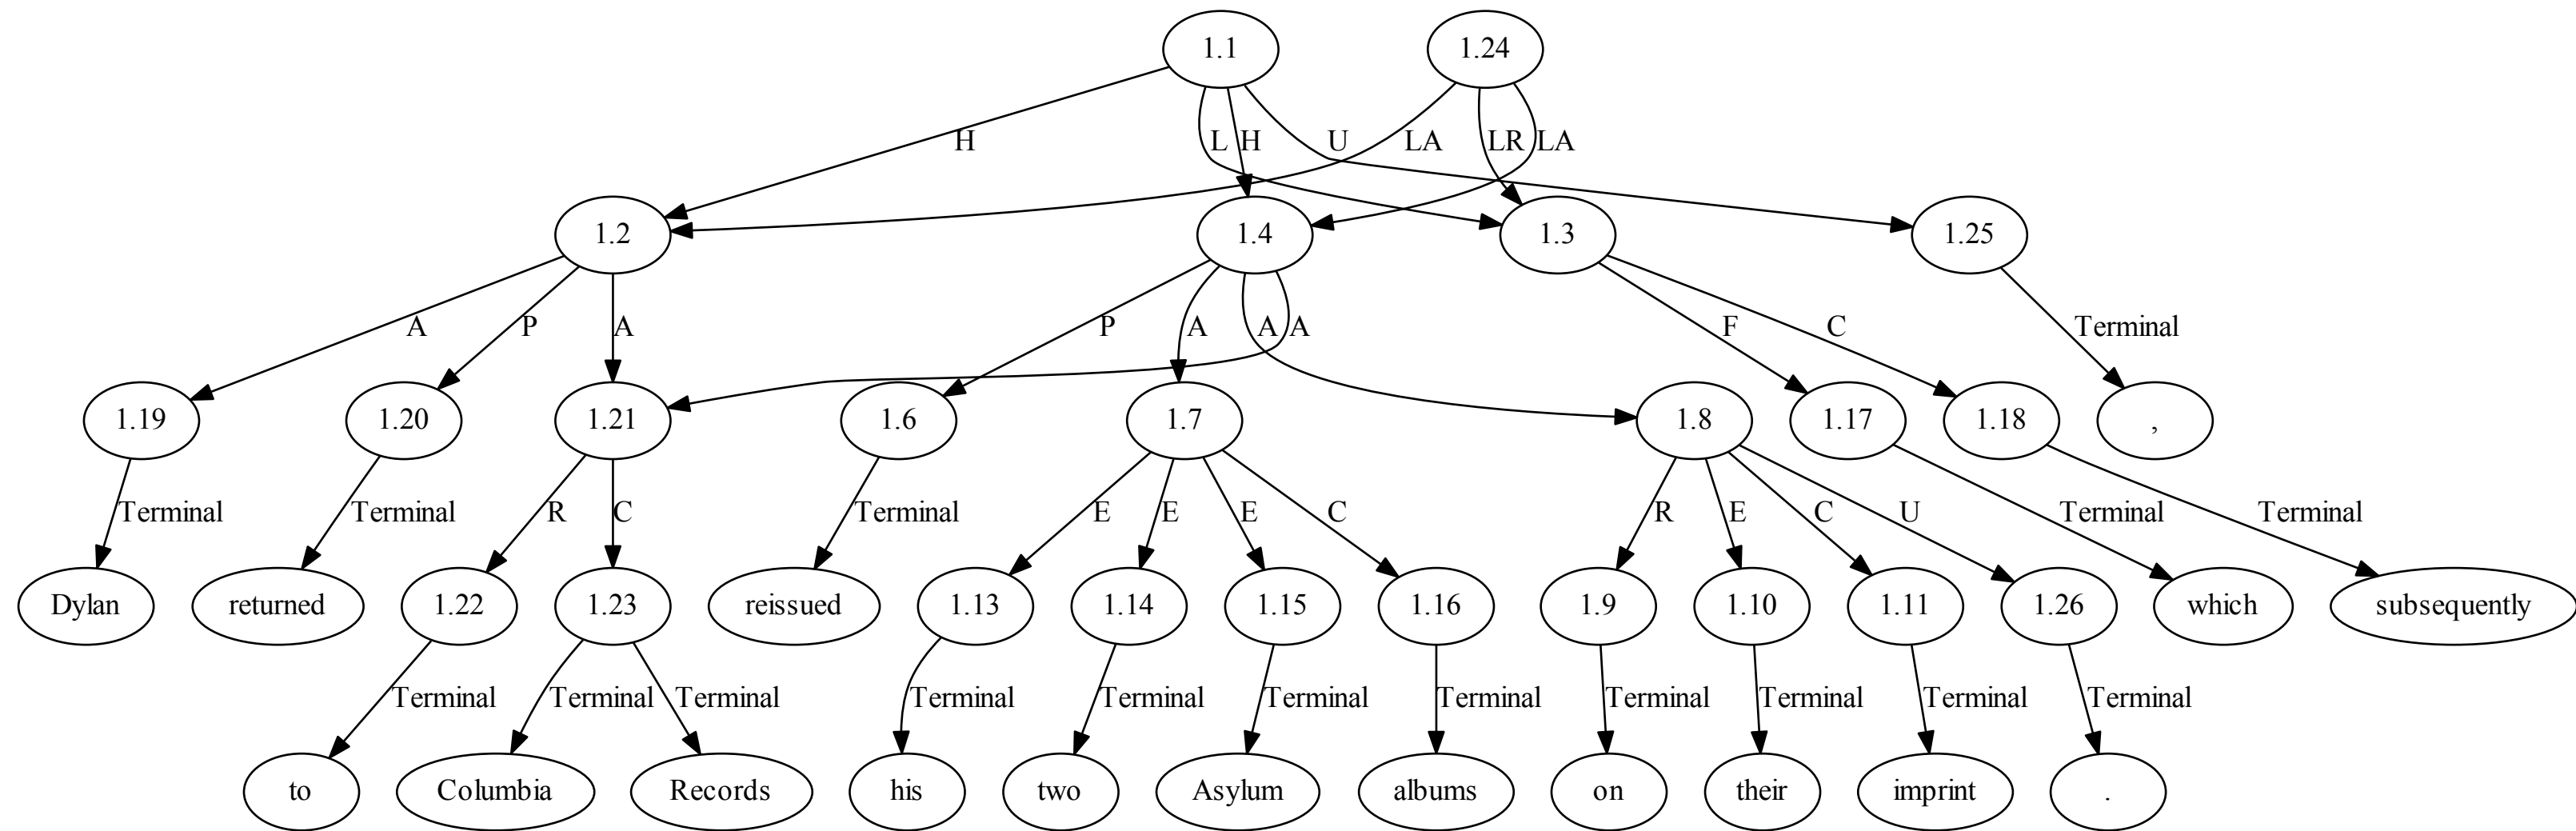 1.1 1.24
H L H U LA LR LA
1.2 1.4 1.3 1.25
A P A P A A A F C Terminal
1.19 1.20 1.21 1.6 1.7 1.8 1.17 1.18 ,
Terminal Terminal R C Terminal E E E C R E C U Terminal Terminal
Dylan returned 1.22 1.23 reissued 1.13 1.14 1.15 1.16 1.9 1.10 1.11 1.26 which subsequently
Terminal Terminal Terminal Terminal Terminal Terminal Terminal Terminal Terminal Terminal Terminal
to Columbia Records his two Asylum albums on their imprint .